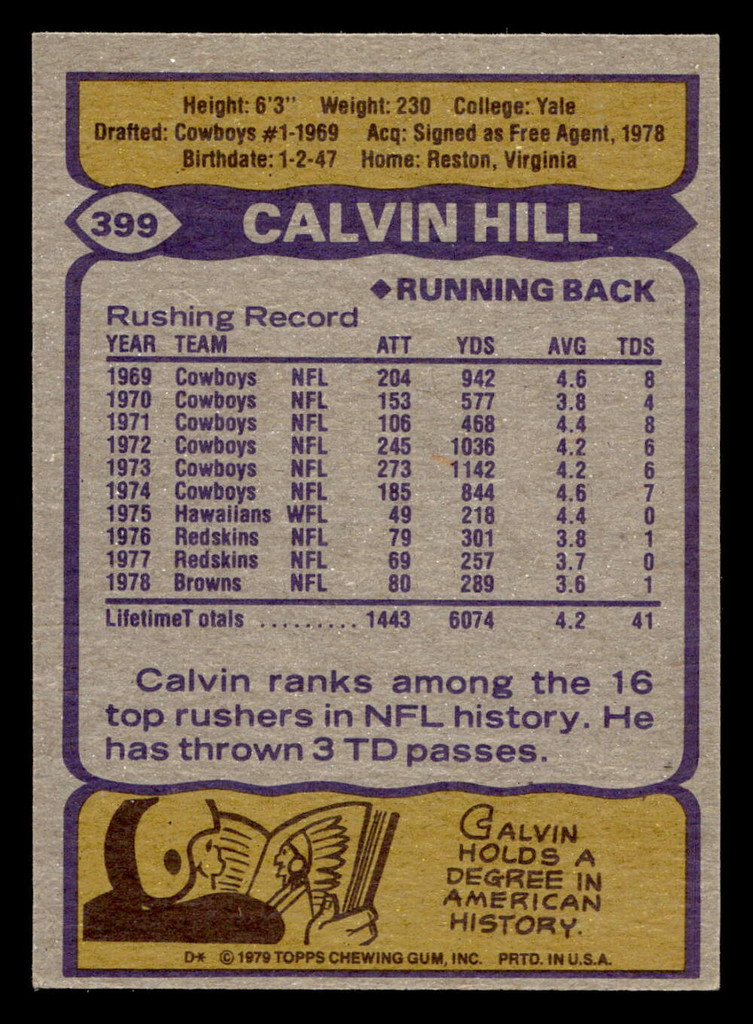 Height: 6'3" Weight: 230 College: Yale
Drafted: Cowboys #1-1969 Acq: Signed as Free Agent, 1978
Birthdate: 1-2-47 Home: Reston, Virginia
399 CALVIN HILL
◆RUNNING BACK
Rushing Record
YEAR TEAM ATT YDS AVG TDS
1969 Cowboys NFL 204 942 4.6 8
1970 Cowboys NFL 153 577 3.8 4
1971 Cowboys NFL 106 468 4.4 8
1972 Cowboys NFL 245 1036 4.2 6
1973 Cowboys NFL 273 1142 4.2 6
1974 Cowboys NFL 185 844 4.6 7
1975 Hawaiians WFL 49 218 4.4 0
1976 Redskins NFL 79 301 3.8 1
1977 Redskins NFL 69 257 3.7 0
1978 Browns NFL 80 289 3.6 1
LifetimeT otals .......... 1443 6074 4.2 41
Calvin ranks among the 16
top rushers in NFL history. He
has thrown 3 TD passes.
CALVIN
HOLDS A
DEGREE IN
AMERICAN
HISTORY.
D* © 1979 TOPPS CHEWING GUM, INC. PRTD. IN U.S.A.